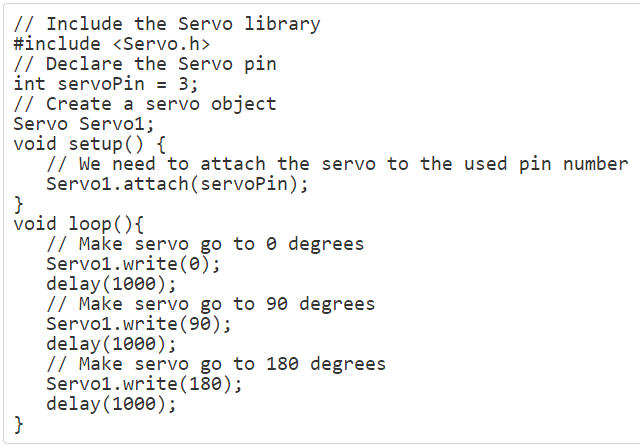 // Include the Servo library
#include <Servo.h>
// Declare the Servo pin
int servoPin = 3;
// Create a servo object
Servo Servo1;
void setup() {
   // We need to attach the servo to the used pin number
   Servo1.attach(servoPin);
}
void loop(){
   // Make servo go to 0 degrees
   Servo1.write(0);
   delay(1000);
   // Make servo go to 90 degrees
   Servo1.write(90);
   delay(1000);
   // Make servo go to 180 degrees
   Servo1.write(180);
   delay(1000);
}